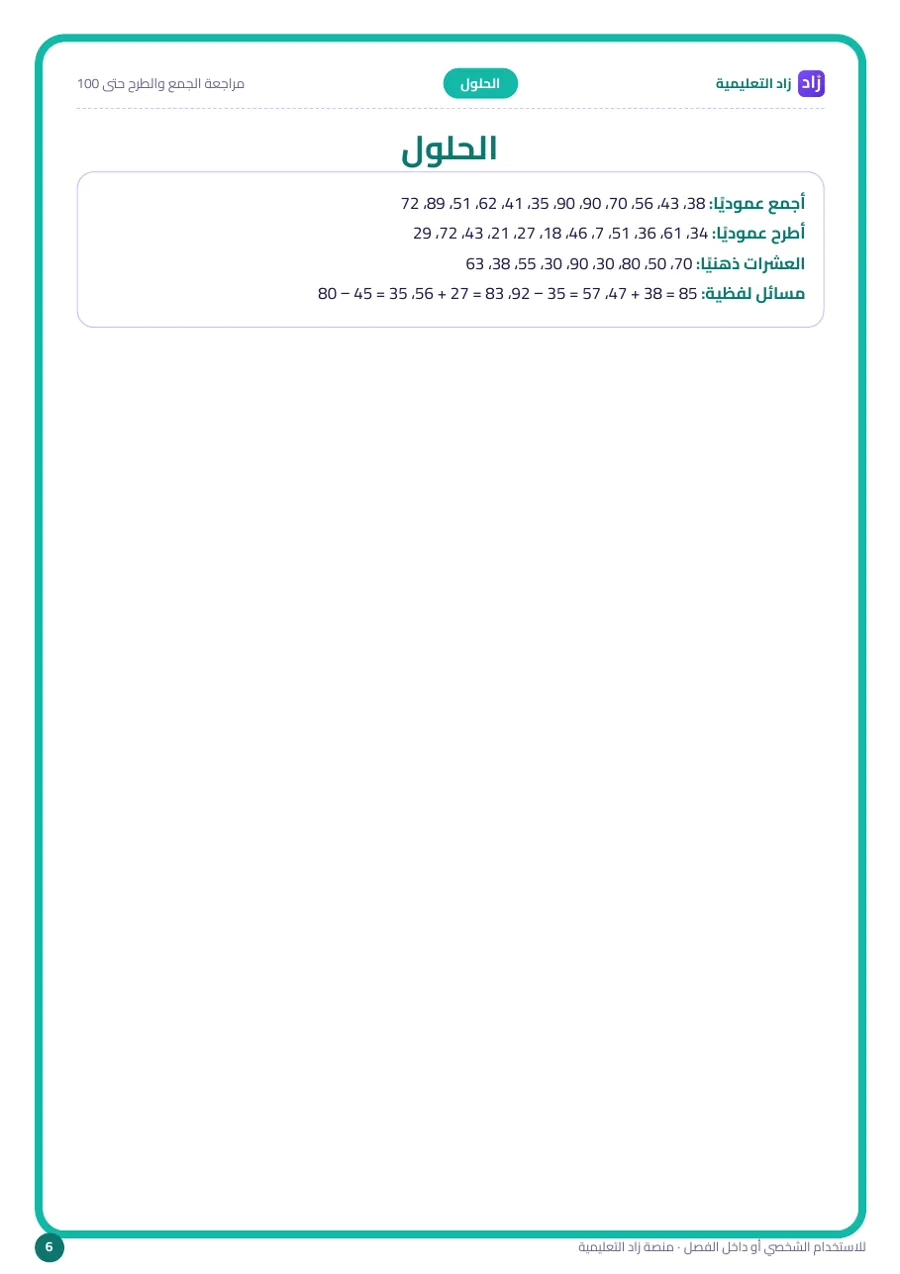 زاد زاد التعليمية
الحلول
مراجعة الجمع والطرح حتى 100
الحلول
أجمع عموديًا: 38، 43، 56، 70، 90، 90، 35، 41، 62، 51، 89، 72
أطرح عموديًا: 34، 61، 36، 51، 7، 46، 18، 27، 21، 43، 72، 29
العشرات ذهنيًا: 70، 50، 80، 30، 90، 30، 55، 38، 63
مسائل لفظية: 47 + 38 = 85، 92 − 35 = 57، 56 + 27 = 83، 80 − 45 = 35
للاستخدام الشخصي أو داخل الفصل · منصة زاد التعليمية
6